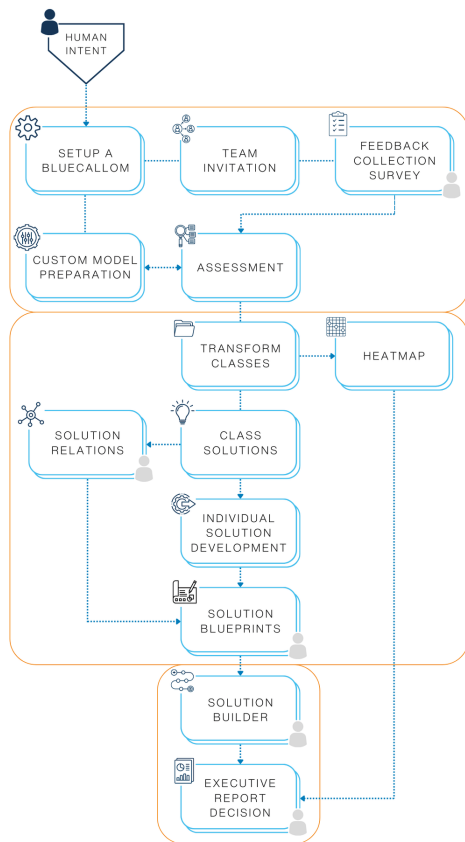 HUMAN
INTENT
SETUP A
BLUECALLOM
TEAM
INVITATION
FEEDBACK
COLLECTION
SURVEY
CUSTOM MODEL
PREPARATION
ASSESSMENT
TRANSFORM
CLASSES
HEATMAP
SOLUTION
RELATIONS
CLASS
SOLUTIONS
INDIVIDUAL
SOLUTION
DEVELOPMENT
SOLUTION
BLUEPRINTS
SOLUTION
BUILDER
EXECUTIVE
REPORT
DECISION